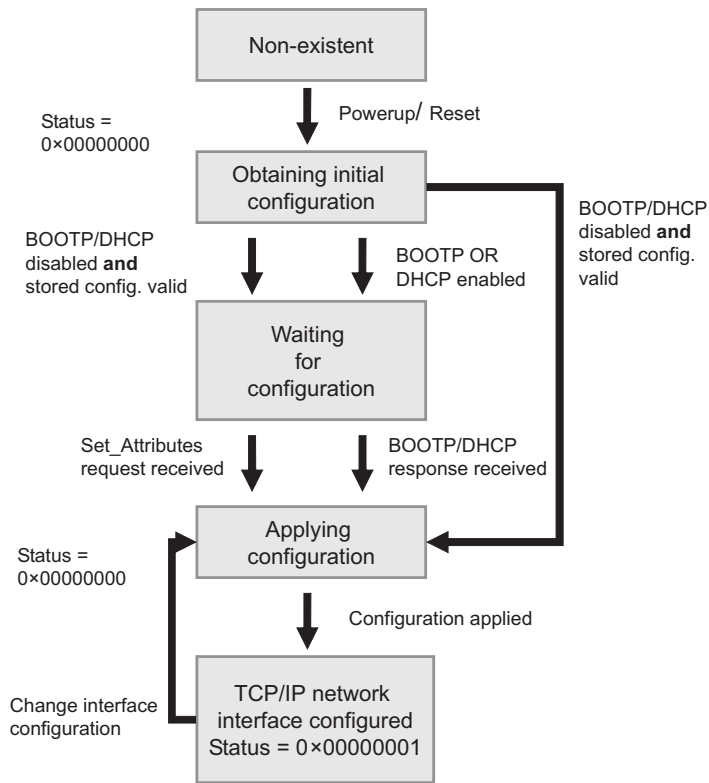 Non-existent
Powerup/ Reset
Status =
0×00000000
Obtaining initial
configuration
BOOTP/DHCP
disabled and
stored config. valid
BOOTP OR
DHCP enabled
BOOTP/DHCP
disabled and
stored config.
valid
Waiting
for
configuration
Set_Attributes
request received
BOOTP/DHCP
response received
Applying
configuration
Status =
0×00000000
Configuration applied
Change interface
configuration
TCP/IP network
interface configured
Status = 0×00000001